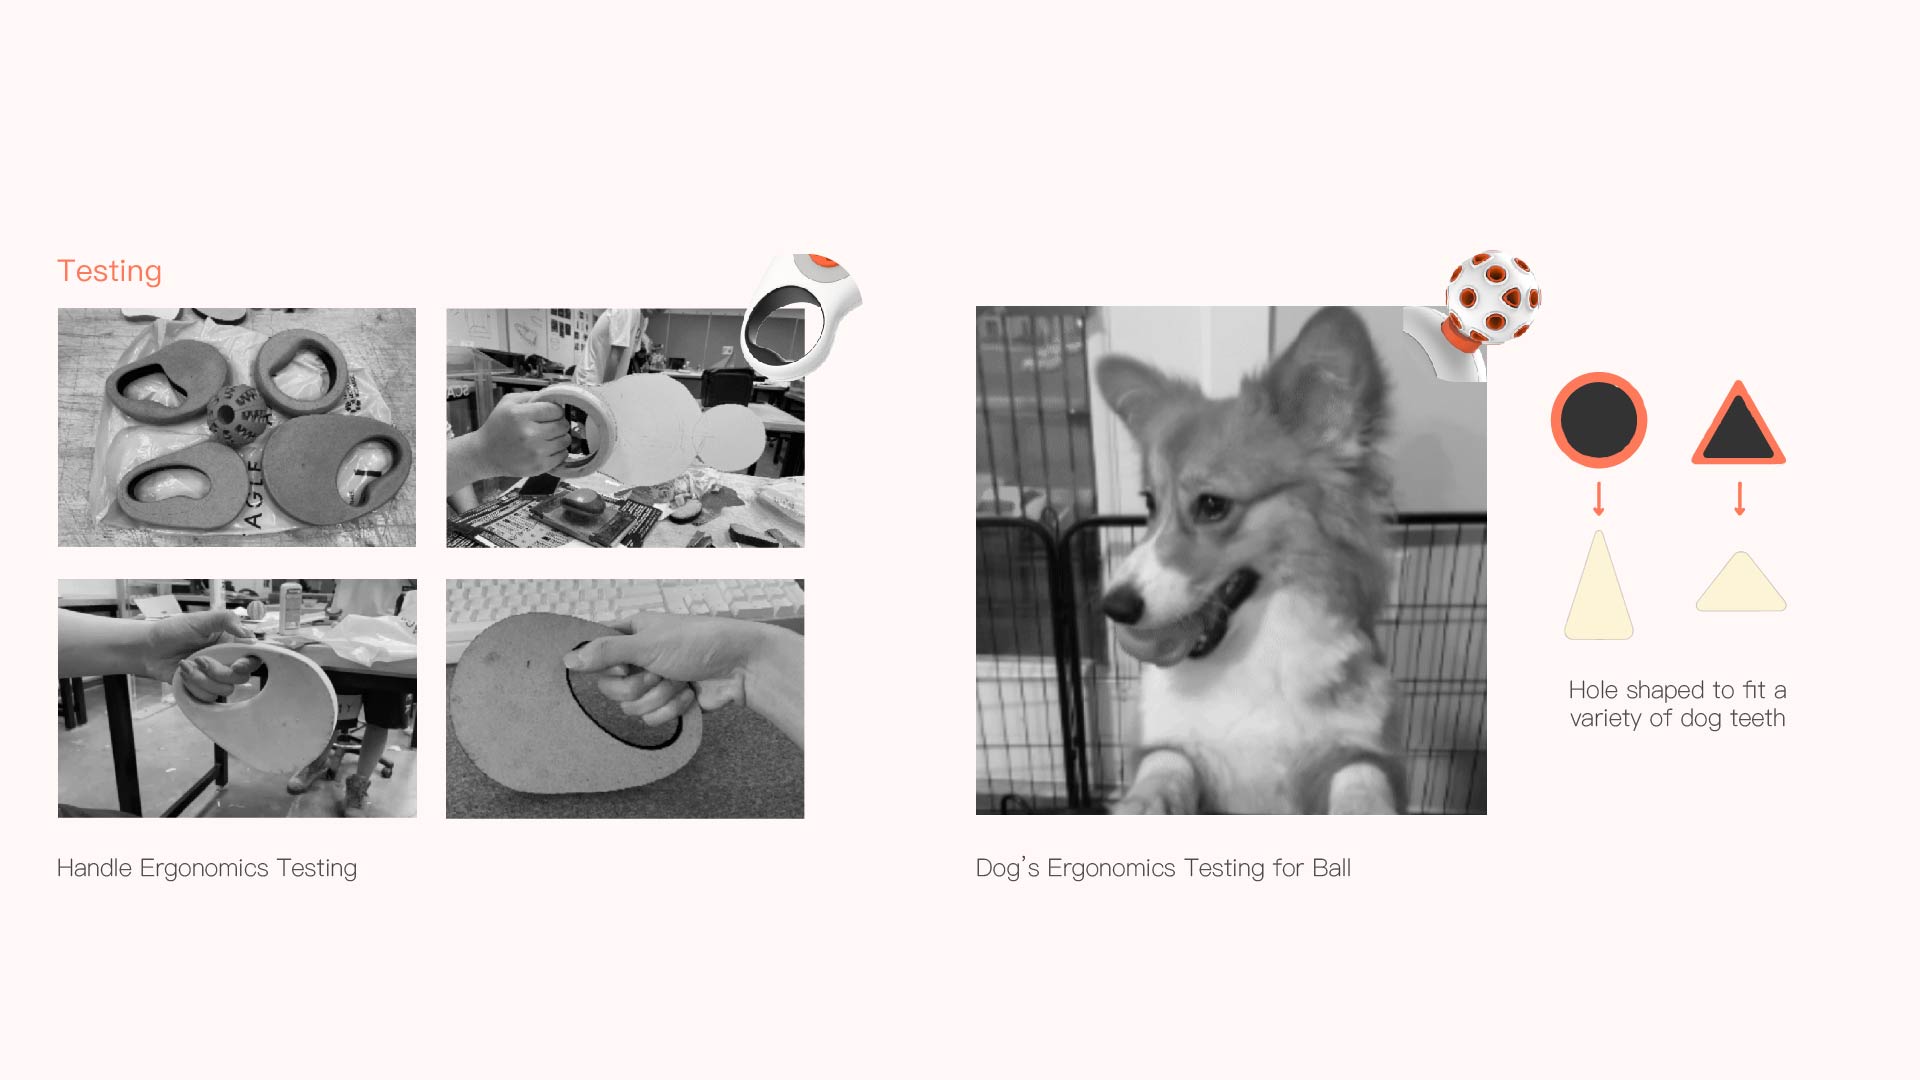 Testing
AGLE
Handle Ergonomics Testing
Dog's Ergonomics Testing for Ball
Hole shaped to fit a
variety of dog teeth